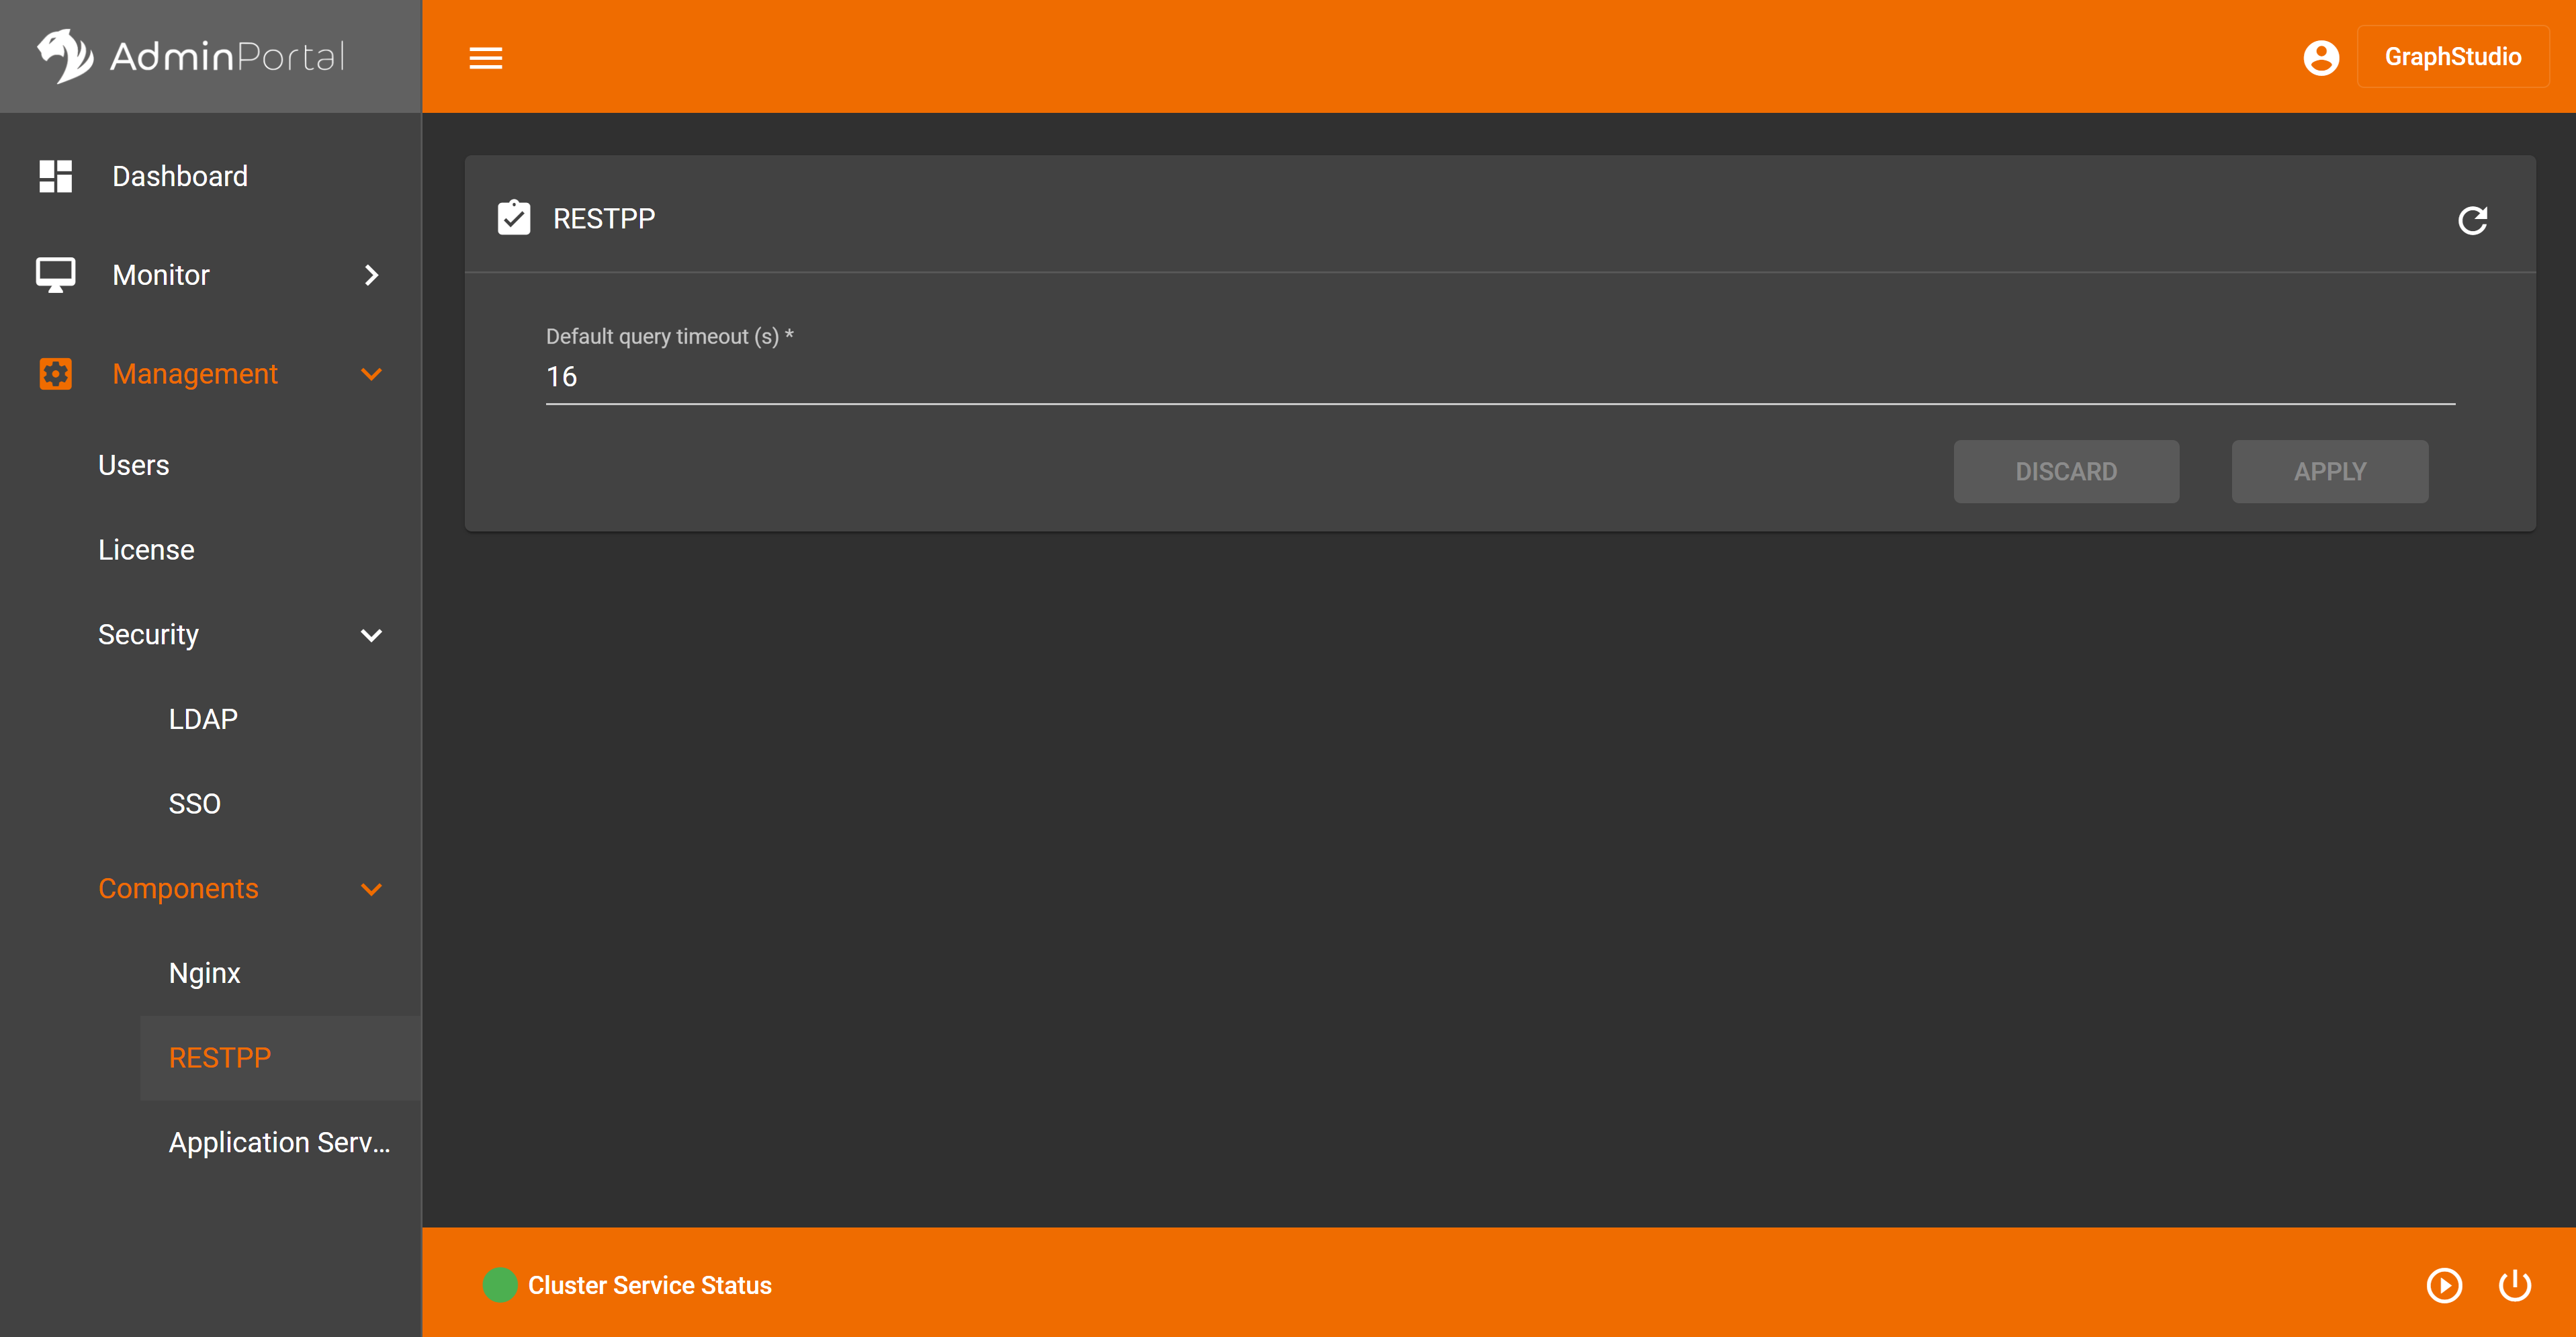 AdminPortal
GraphStudio
Dashboard
Monitor
Management
Users
License
Security
LDAP
SSO
Components
Nginx
RESTPP
Application Serv...
RESTPP
Default query timeout (s) *
16
DISCARD
APPLY
Cluster Service Status